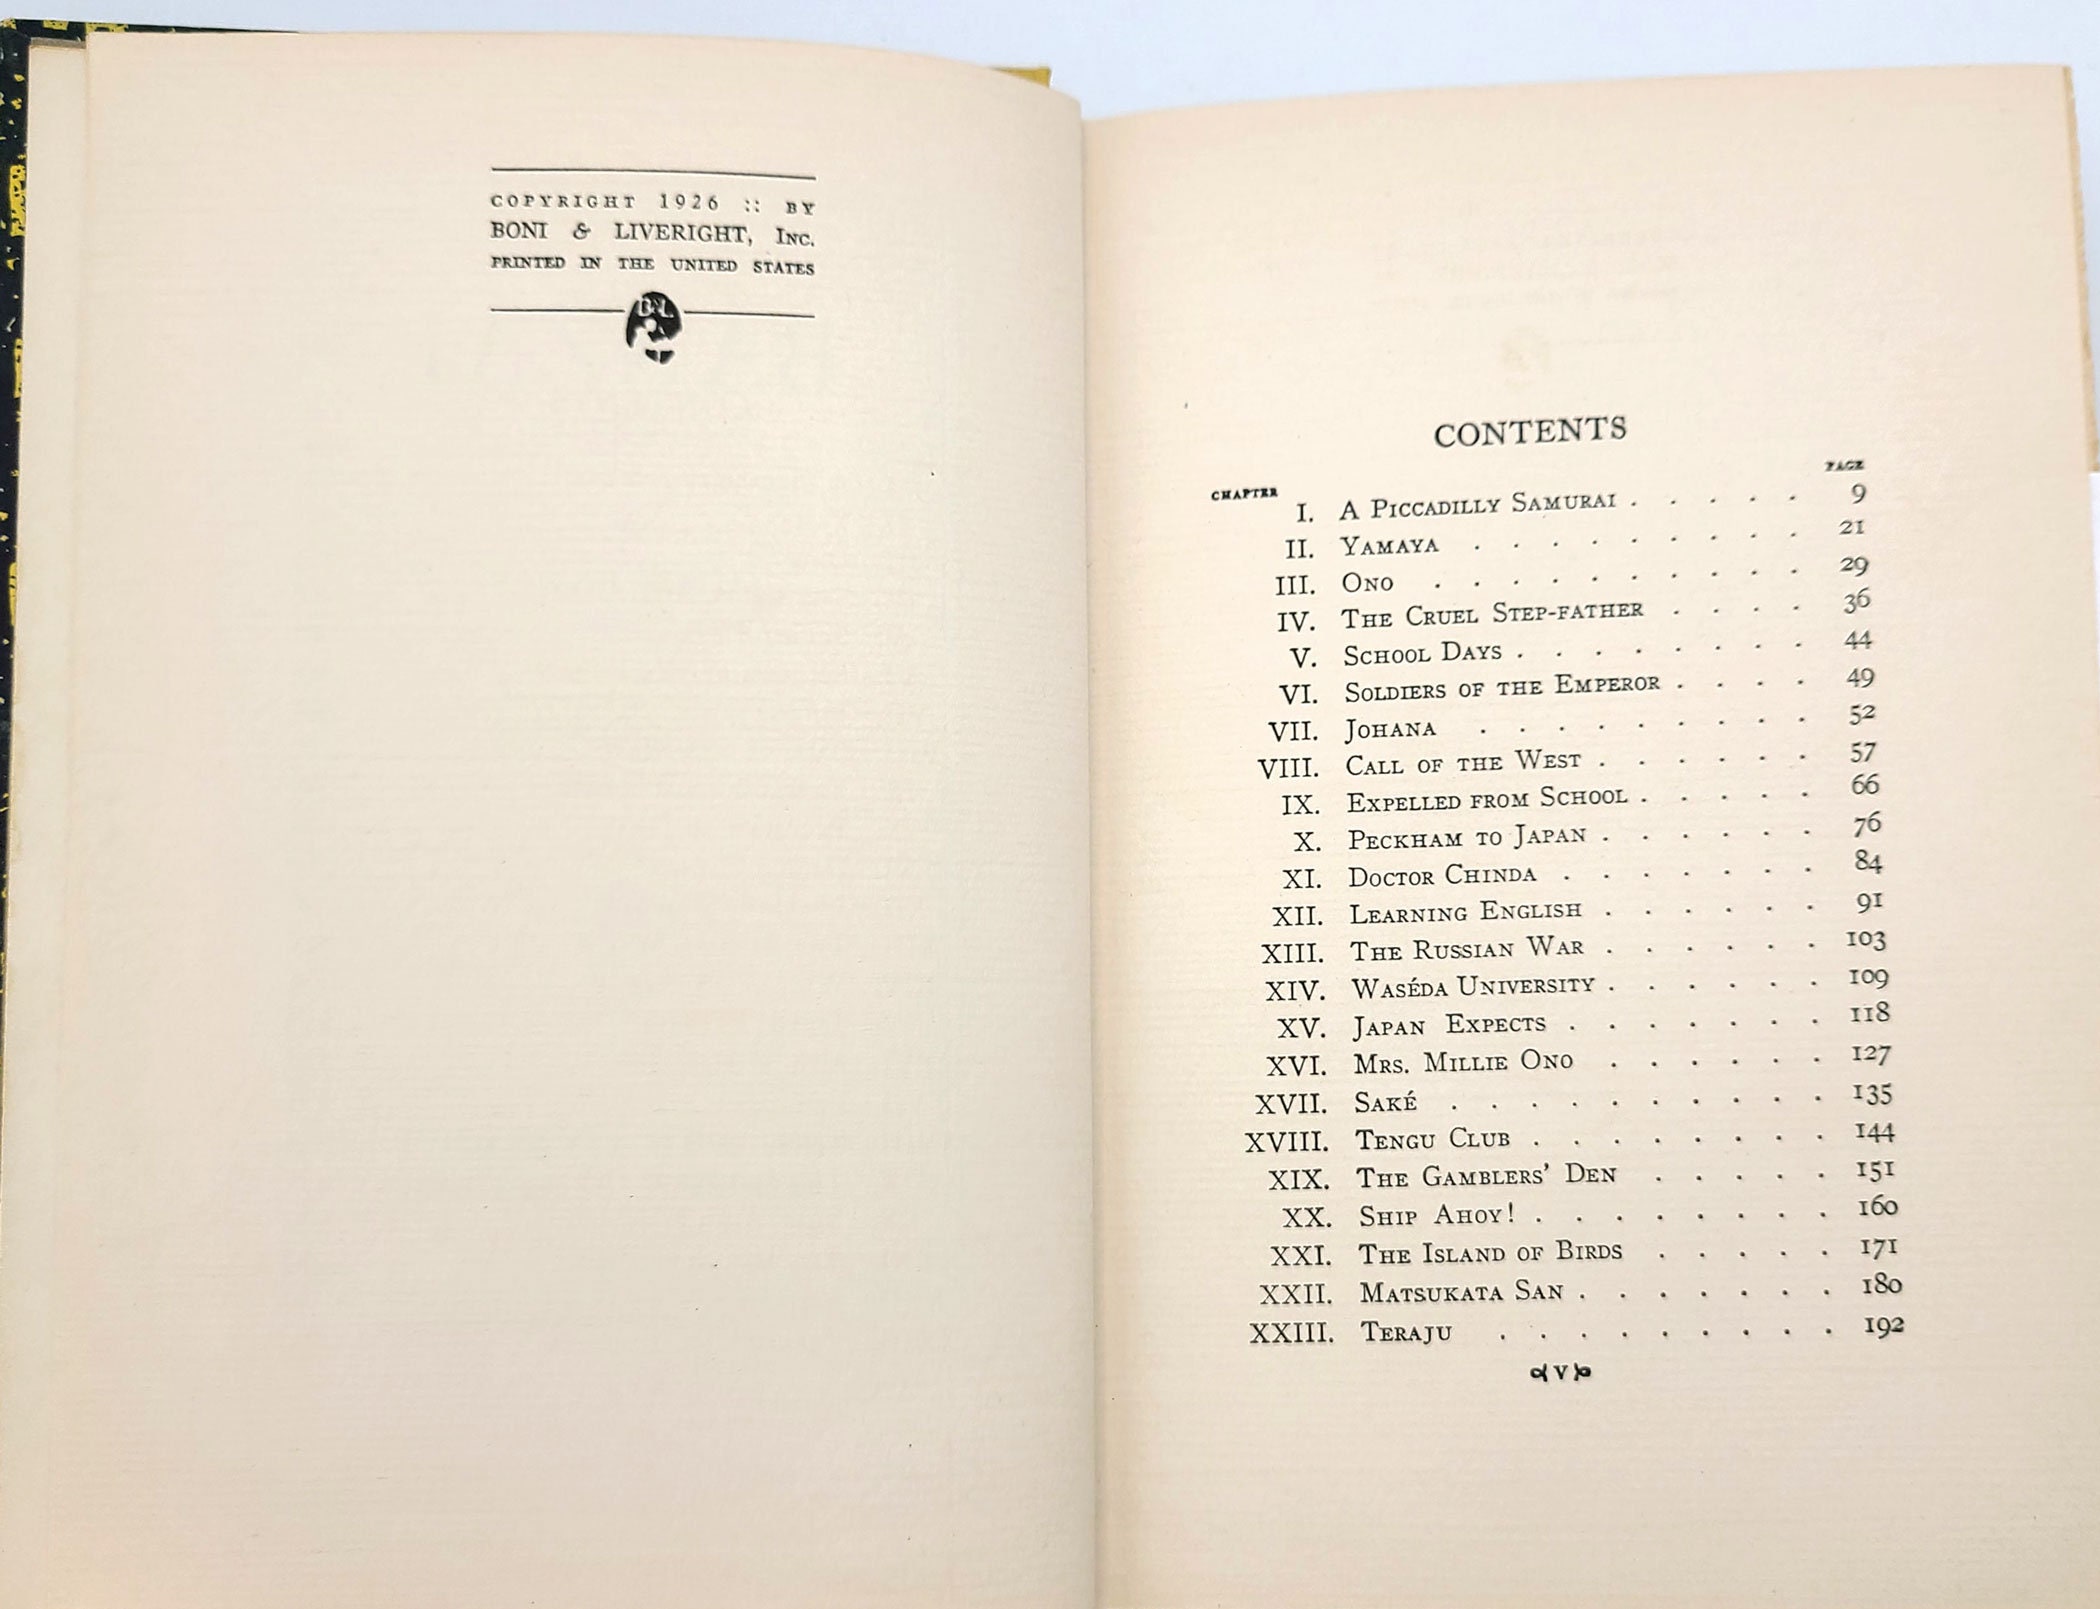 COPYRIGHT 1926 :: BY
BONI & LIVERIGHT, INC.
PRINTED IN THE UNITED STATES
B&L
CONTENTS
CHAPTER PAGE
I. A PICCADILLY SAMURAI . . . . . 9
II. YAMAYA . . . . . . . . . 21
III. ONO . . . . . . . . . . 29
IV. THE CRUEL STEP-FATHER . . . . 36
V. SCHOOL DAYS . . . . . . . . 44
VI. SOLDIERS OF THE EMPEROR . . . . 49
VII. JOHANA . . . . . . . . . 52
VIII. CALL OF THE WEST . . . . . . 57
IX. EXPELLED FROM SCHOOL . . . . . 66
X. PECKHAM TO JAPAN . . . . . . 76
XI. DOCTOR CHINDA . . . . . . . 84
XII. LEARNING ENGLISH . . . . . . 91
XIII. THE RUSSIAN WAR . . . . . . 103
XIV. WASÉDA UNIVERSITY . . . . . . 109
XV. JAPAN EXPECTS . . . . . . . 118
XVI. MRS. MILLIE ONO . . . . . . 127
XVII. SAKÉ . . . . . . . . . . 135
XVIII. TENGU CLUB . . . . . . . . 144
XIX. THE GAMBLERS' DEN . . . . . 151
XX. SHIP AHOY! . . . . . . . . 160
XXI. THE ISLAND OF BIRDS . . . . . 171
XXII. MATSUKATA SAN . . . . . . . 180
XXIII. TERAJU . . . . . . . . . 192
v